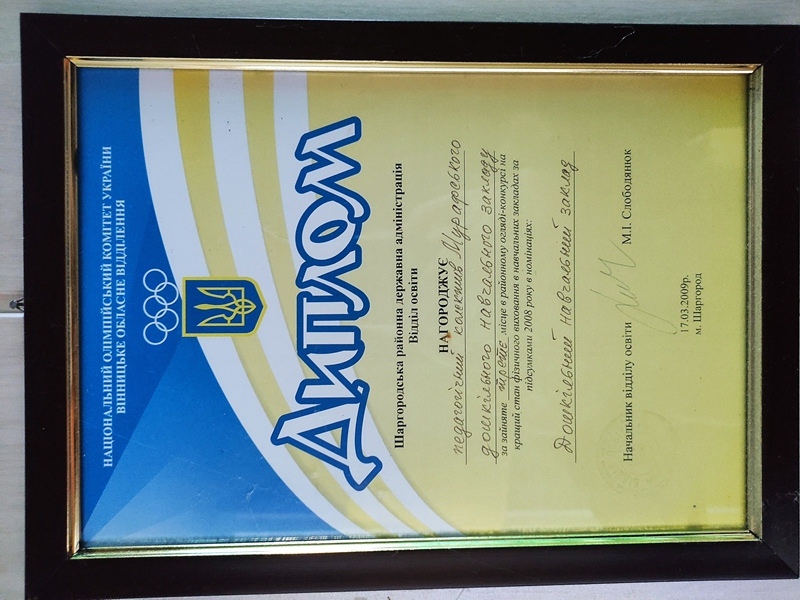 НАЦІОНАЛЬНИЙ ОЛІМПІЙСЬКИЙ КОМІТЕТ УКРАЇНИ
ВІННИЦЬКЕ ОБЛАСНЕ ВІДДІЛЕННЯ
ДИПЛОМ
Шаргородська районна державна адміністрація
Відділ освіти
НАГОРОДЖУЄ
педагогічний колектив Мурафського
дошкільного навчального закладу
за зайняте третє місце в районному огляді-конкурсі на
кращий стан фізичного виховання в навчальних закладах за
підсумками 2008 року в номінаціях:
Дошкільний навчальний заклад
Начальник відділу освіти М.І. Слободянюк
17.03.2009р.
м. Шаргород